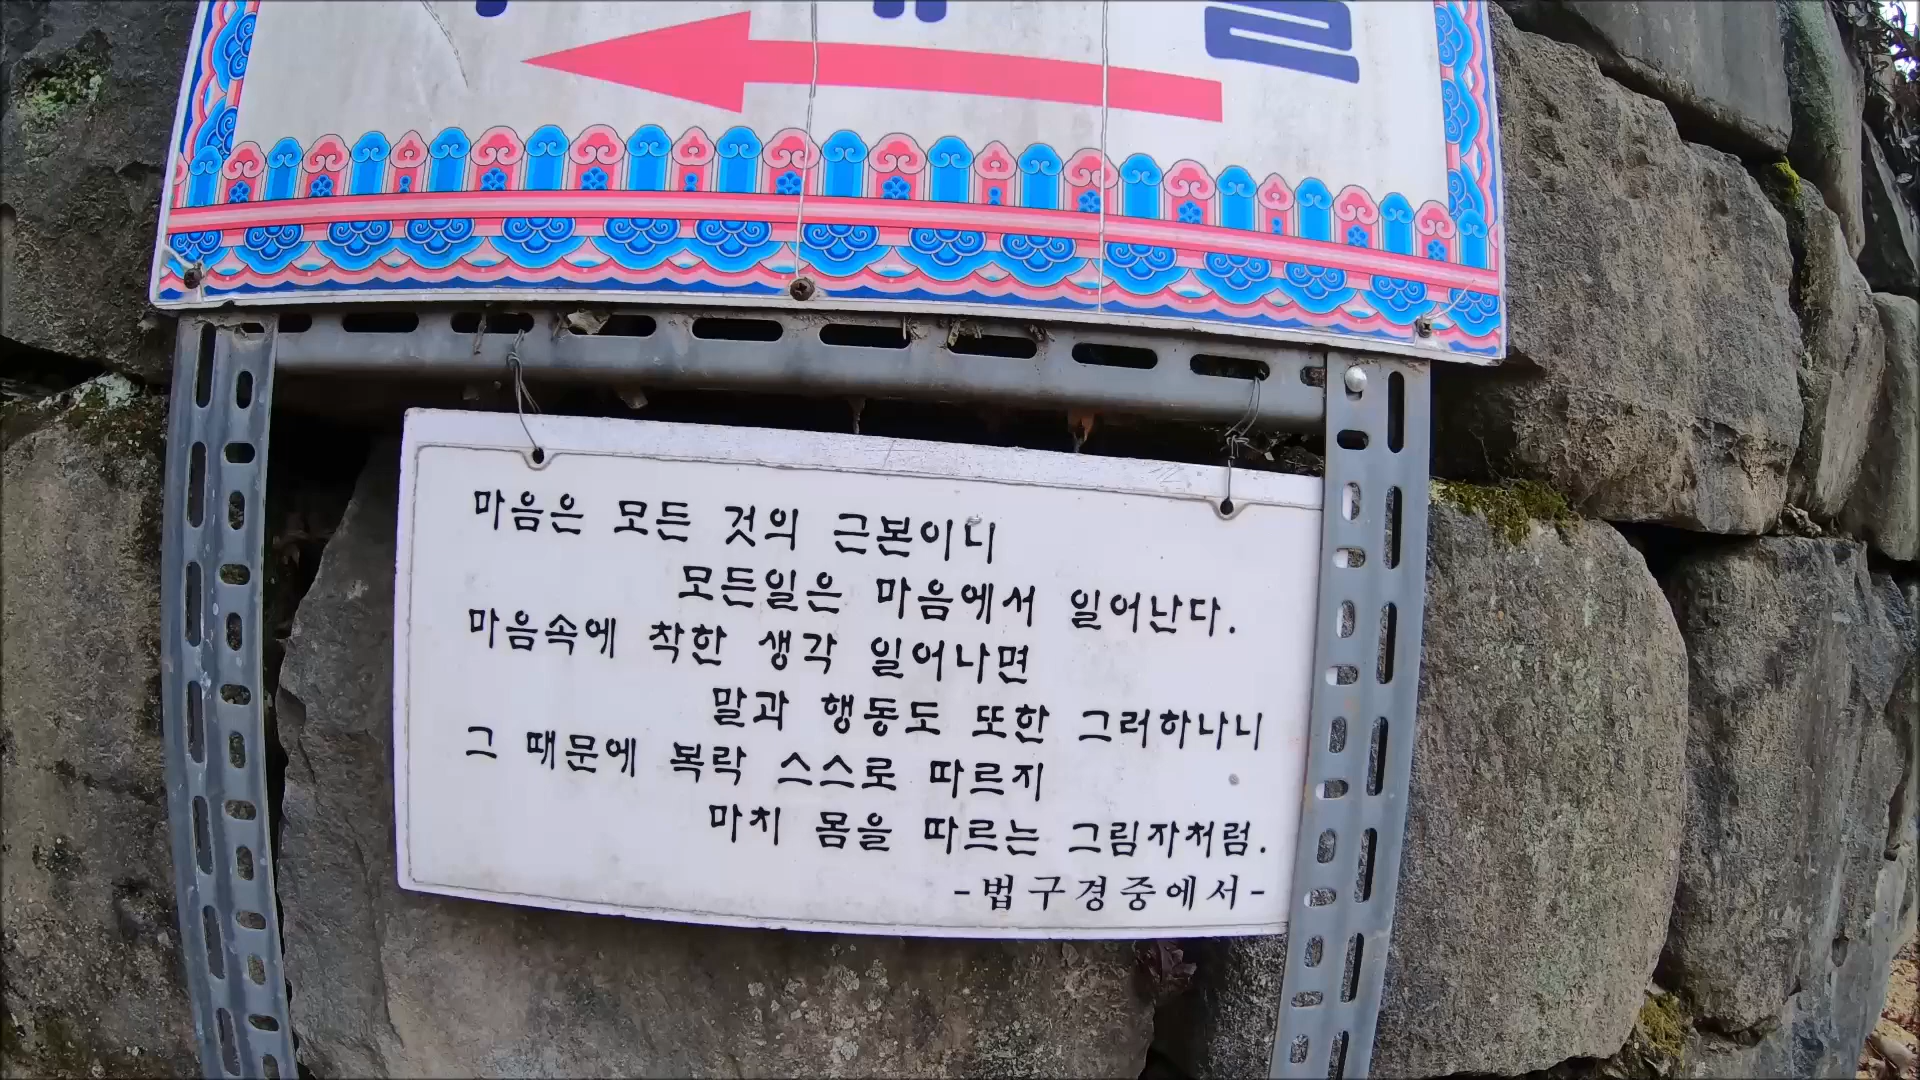 마음은 모든 것의 근본이니
모든일은 마음에서 일어난다.
마음속에 착한 생각 일어나면
말과 행동도 또한 그러하나니
그 때문에 복락 스스로 따르지
마치 몸을 따르는 그림자처럼.
-법구경중에서-